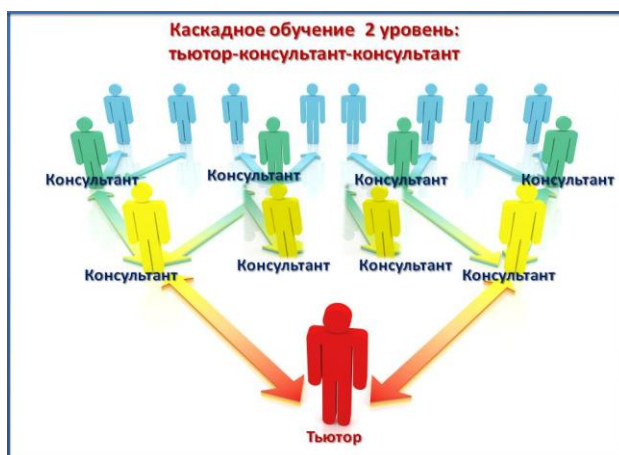 Каскадное обучение 2 уровень:
тьютор-консультант-консультант
Консультант Консультант Консультант Консультант
Консультант Консультант Консультант Консультант
Тьютор